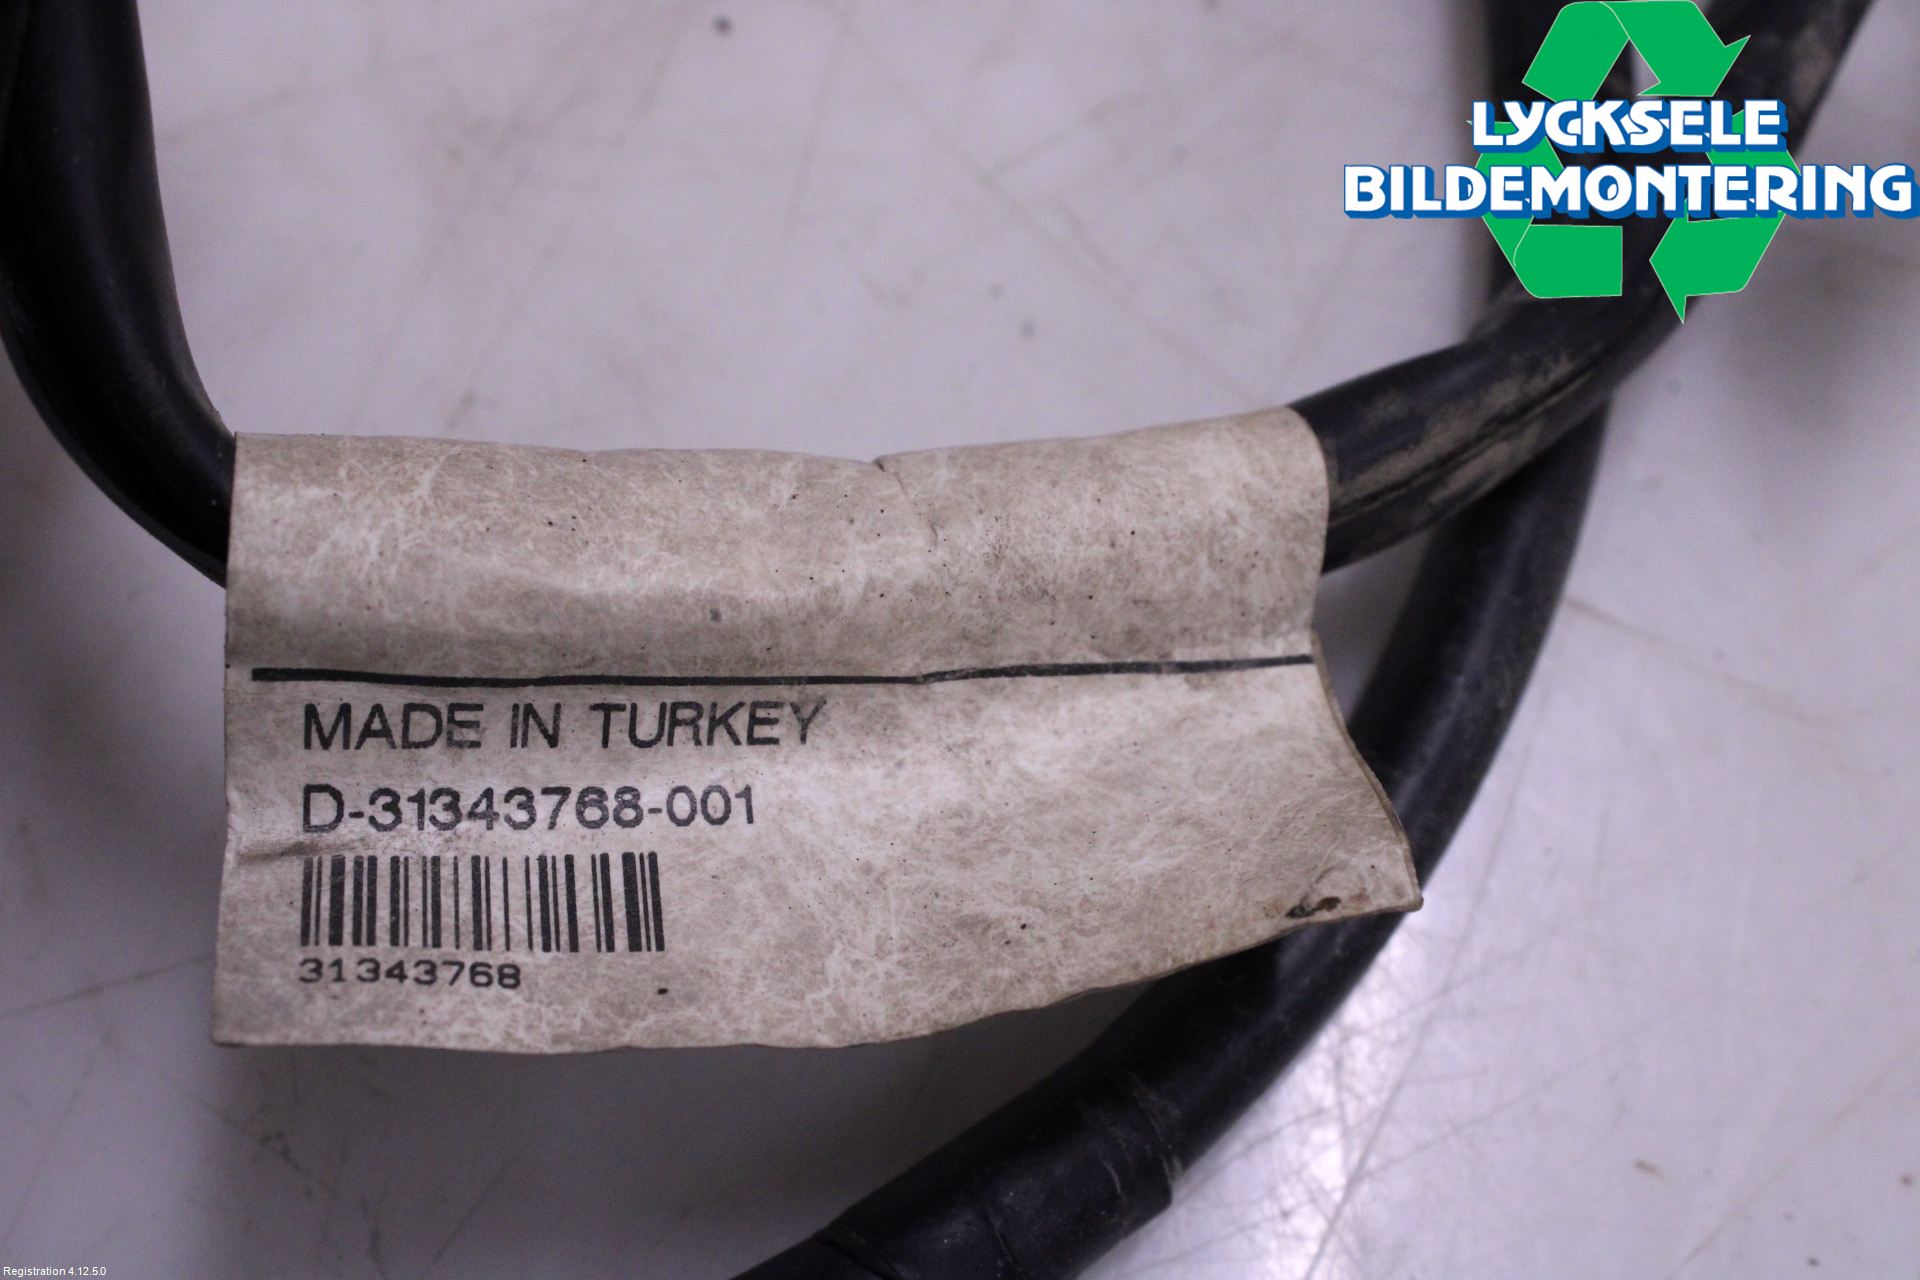 LYCKSELE
BILDEMONTERING
MADE IN TURKEY
D-31343768-001
31343768
Registration 4.12.5.0